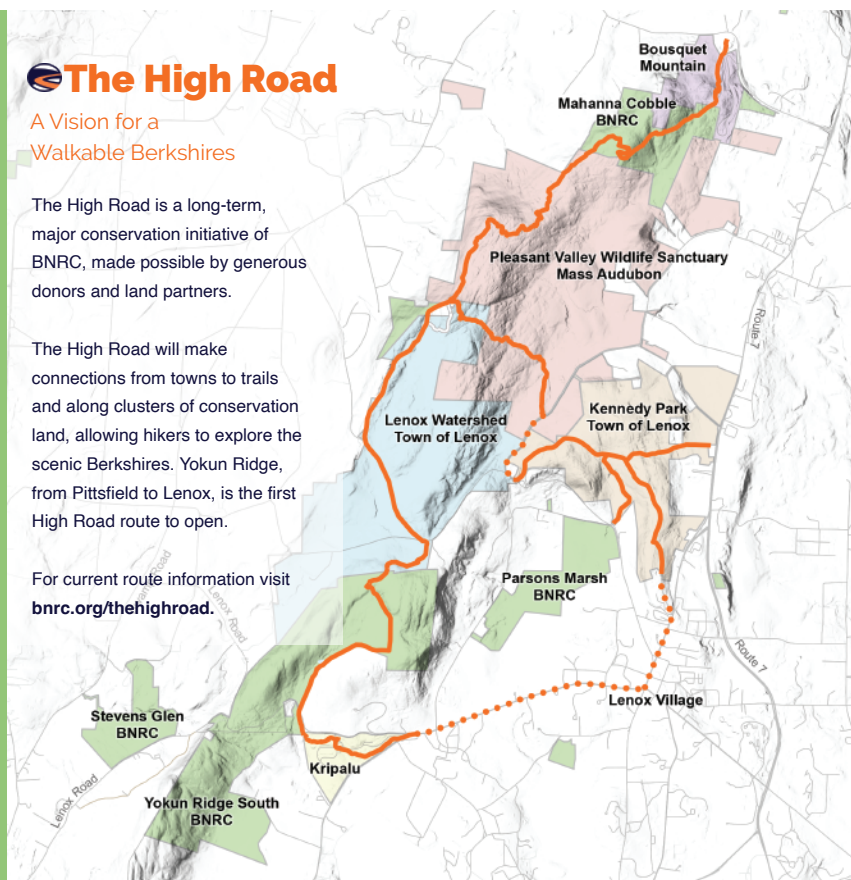 The High Road
A Vision for a
Walkable Berkshires
The High Road is a long-term,
major conservation initiative of
BNRC, made possible by generous
donors and land partners.
The High Road will make
connections from towns to trails
and along clusters of conservation
land, allowing hikers to explore the
scenic Berkshires. Yokun Ridge,
from Pittsfield to Lenox, is the first
High Road route to open.
For current route information visit
bnrc.org/thehighroad.
Bousquet
Mountain
Mahanna Cobble
BNRC
Pleasant Valley Wildlife Sanctuary
Mass Audubon
Route 7
Kennedy Park
Town of Lenox
Lenox Watershed
Town of Lenox
Parsons Marsh
BNRC
Lenox Road
Route 7
Lenox Village
Stevens Glen
BNRC
Kripalu
Lenox Road
Yokun Ridge South
BNRC